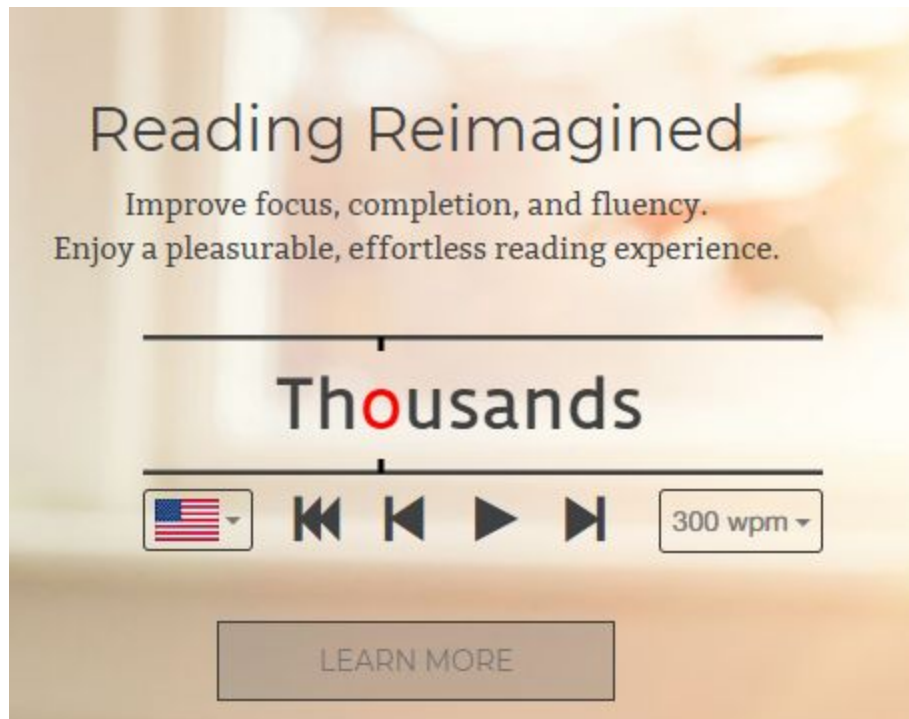 Reading Reimagined
Improve focus, completion, and fluency.
Enjoy a pleasurable, effortless reading experience.
Thousands
300 wpm
LEARN MORE